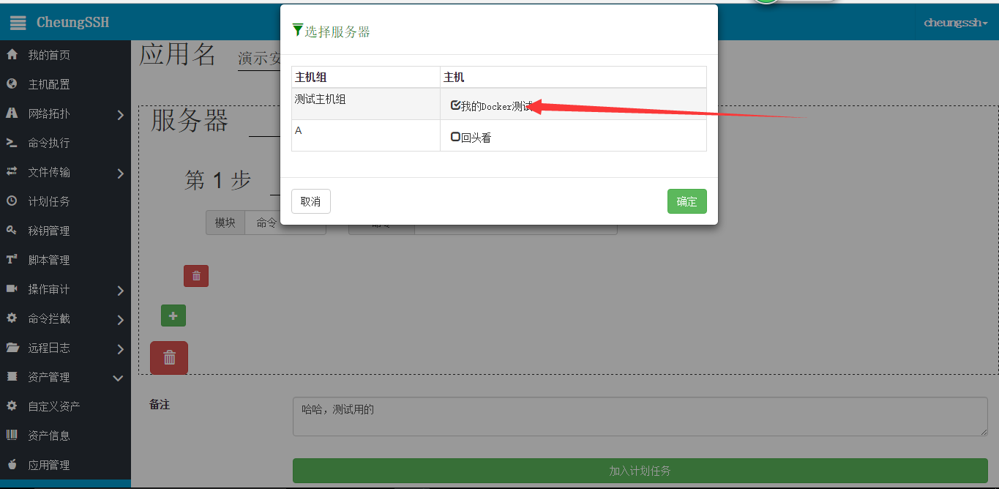 CheungSSH
cheungssh
我的首页
主机配置
网络拓扑
命令执行
文件传输
计划任务
秘钥管理
脚本管理
操作审计
命令拦截
远程日志
资产管理
自定义资产
资产信息
应用管理
应用名 演示安
服务器
第 1 步
模块 命令
选择服务器
主机组 主机
测试主机组 我的Docker测试
A 回头看
取消 确定
备注 哈哈，测试用的
加入计划任务